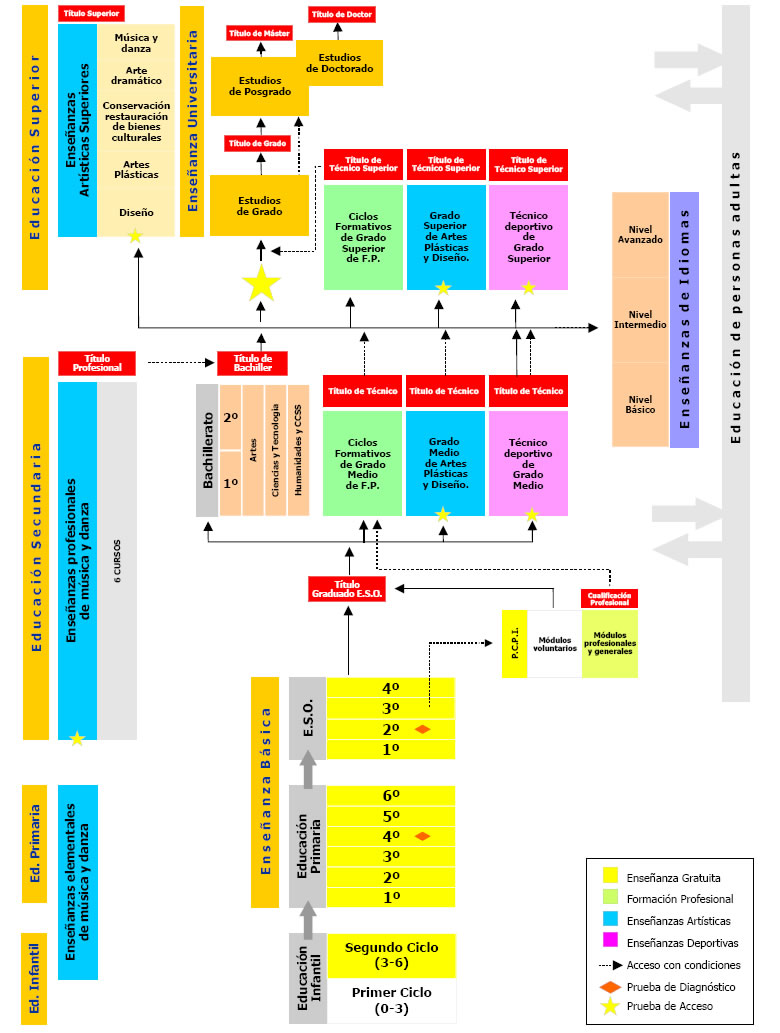 Educación Superior
Título Superior
Enseñanzas
Artísticas Superiores
Música y
danza
Arte
dramático
Conservación
restauración
de bienes
culturales
Artes
Plásticas
Diseño
Enseñanza Universitaria
Título de Doctor
Título de Máster
Estudios
de Posgrado
Estudios
de Doctorado
Título de Grado
Estudios
de Grado
Título de
Técnico Superior
Título de
Técnico Superior
Título de
Técnico Superior
Ciclos
Formativos
de Grado
Superior
de F.P.
Grado
Superior
de Artes
Plásticas
y Diseño.
Técnico
deportivo
de Grado
Superior
Nivel
Avanzado
Nivel
Intermedio
Nivel
Básico
Enseñanzas de Idiomas
Educación de personas adultas
Educación Secundaria
Título
Profesional
Enseñanzas profesionales
de música y danza
6 CURSOS
Título de
Bachiller
Bachillerato
2º
1º
Artes
Ciencias y Tecnología
Humanidades y CCSS
Título de Técnico
Título de Técnico
Título de Técnico
Ciclos
Formativos
de Grado
Medio
de F.P.
Grado
Medio
de Artes
Plásticas
y Diseño.
Técnico
deportivo
de Grado
Medio
Título
Graduado E.S.O.
Cualificación
Profesional
P.C.P.I.
Módulos
voluntarios
Módulos
profesionales
y generales
Enseñanza Básica
E.S.O.
4º
3º
2º
1º
Ed. Primaria
Enseñanzas elementales
de música y danza
Educación
Primaria
6º
5º
4º
3º
2º
1º
Ed. Infantil
Educación
Infantil
Segundo Ciclo
(3-6)
Primer Ciclo
(0-3)
Enseñanza Gratuita
Formación Profesional
Enseñanzas Artísticas
Enseñanzas Deportivas
Acceso con condiciones
Prueba de Diagnóstico
Prueba de Acceso